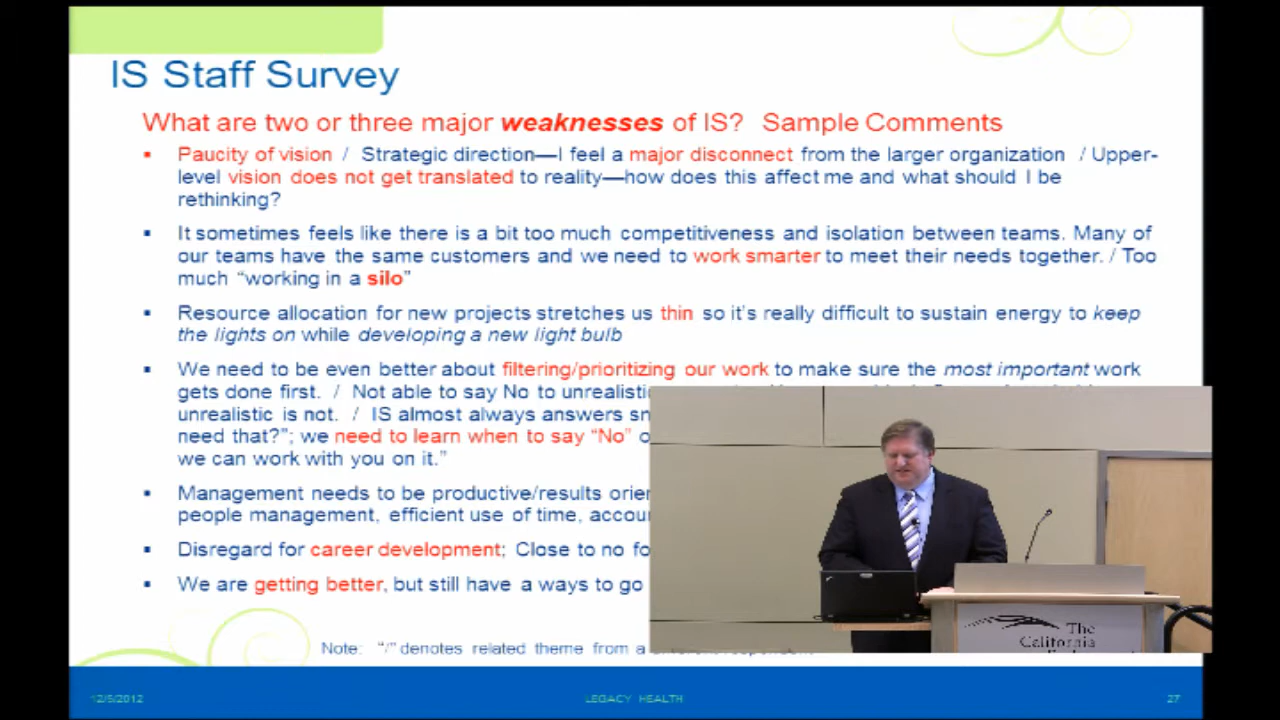 IS Staff Survey
What are two or three major weaknesses of IS? Sample Comments
▪ Paucity of vision / Strategic direction—I feel a major disconnect from the larger organization / Upper-
level vision does not get translated to reality—how does this affect me and what should I be
rethinking?
▪ It sometimes feels like there is a bit too much competitiveness and isolation between teams. Many of
our teams have the same customers and we need to work smarter to meet their needs together. / Too
much “working in a silo”
▪ Resource allocation for new projects stretches us thin so it’s really difficult to sustain energy to keep
the lights on while developing a new light bulb
▪ We need to be even better about filtering/prioritizing our work to make sure the most important work
gets done first. / Not able to say No to
unrealistic is not. / IS almost always answers
need that?”; we need to learn when to say “No”
we can work with you on it.”
▪ Management needs to be productive/results
people management, efficient use of time,
▪ Disregard for career development; Close to no
▪ We are getting better, but still have a ways to go
Note: “/” denotes related theme from a
12/5/2012 LEGACY HEALTH 27
The
California